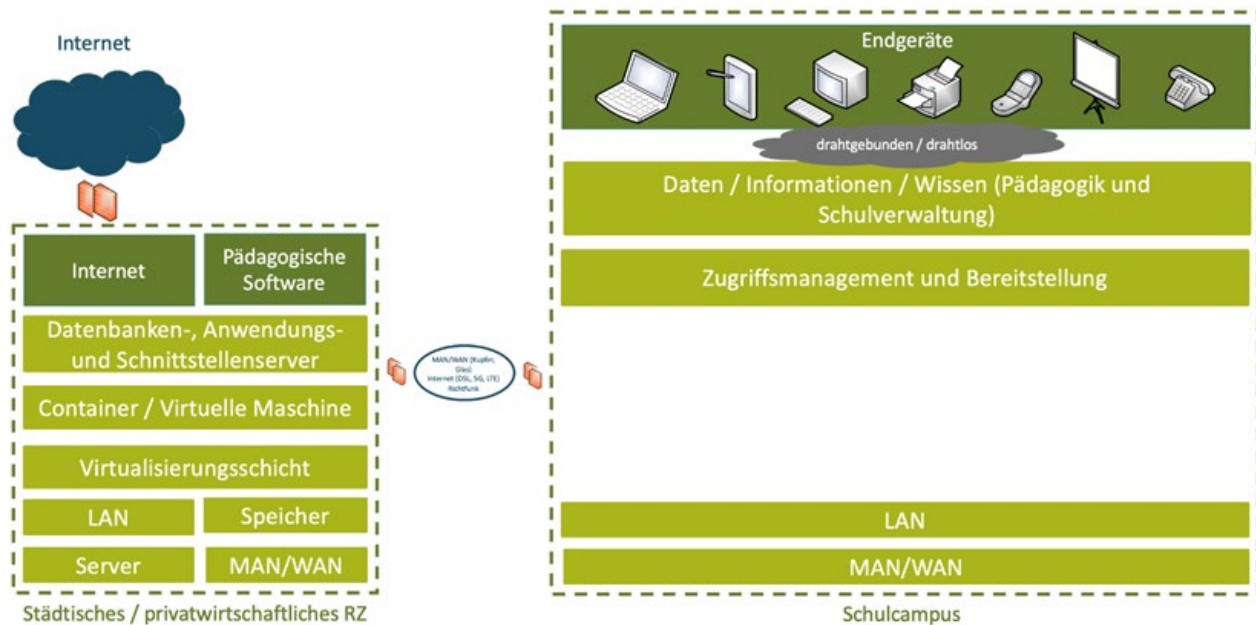 Internet
Internet
Pädagogische
Software
Datenbanken-, Anwendungs-
und Schnittstellenserver
Container / Virtuelle Maschine
Virtualisierungsschicht
LAN
Speicher
Server
MAN/WAN
Städtisches / privatwirtschaftliches RZ
MAN/WAN (Kupfer,
Glas)
Internet (DSL, 5G, LTE)
Richtfunk
Endgeräte
drahtgebunden / drahtlos
Daten / Informationen / Wissen (Pädagogik und
Schulverwaltung)
Zugriffsmanagement und Bereitstellung
LAN
MAN/WAN
Schulcampus